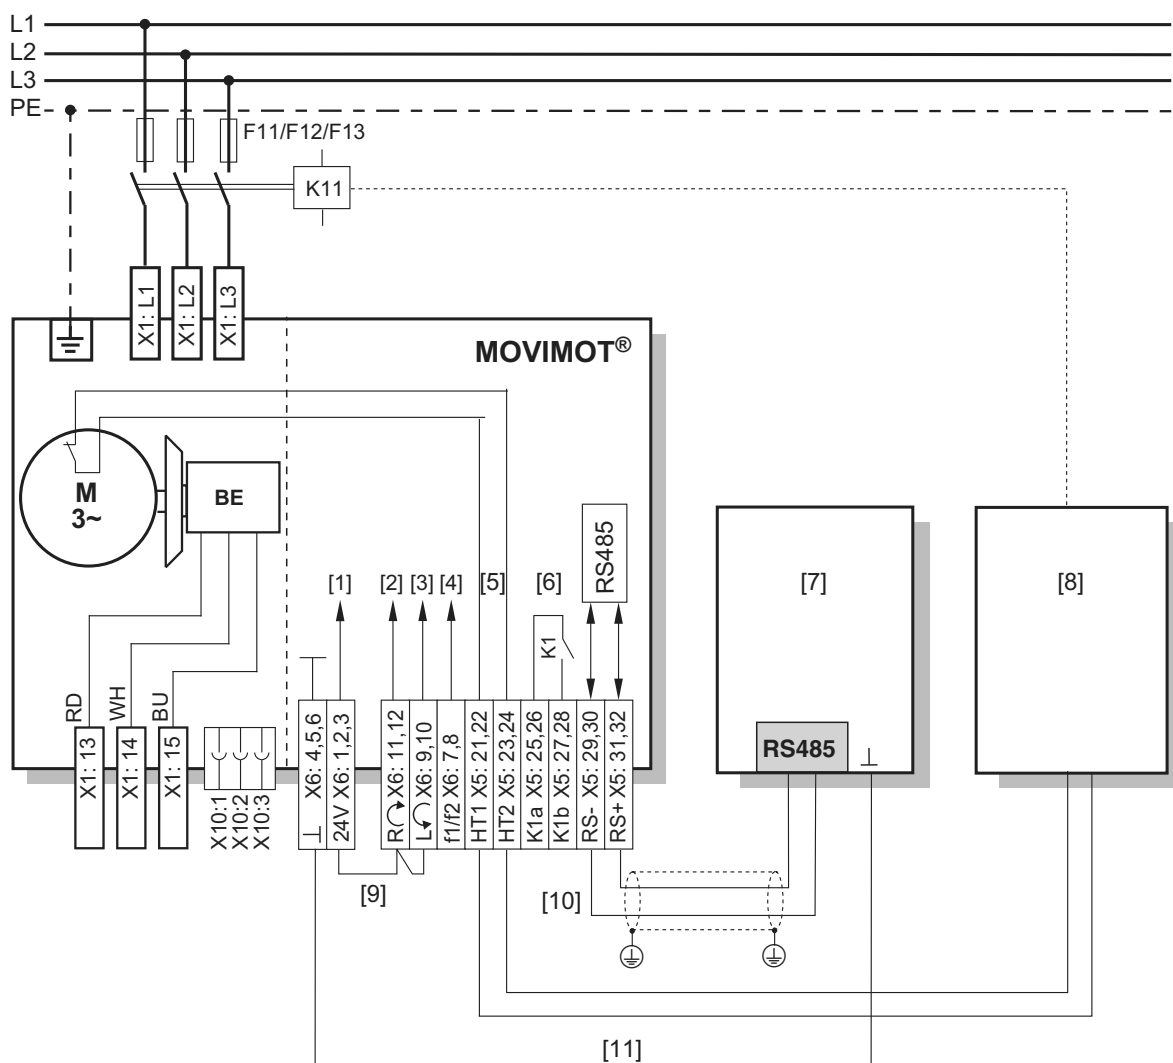 L1
L2
L3
PE
F11/F12/F13
K11
X1: L1
X1: L2
X1: L3
MOVIMOT®
M
3~
BE
RS485
[1]
[2]
[3]
[4]
[5]
[6]
[7]
[8]
K1
RD
WH
BU
X1: 13
X1: 14
X1: 15
X10:1
X10:2
X10:3
⊥ X6: 4,5,6
24V X6: 1,2,3
R X6: 11,12
L X6: 9,10
f1/f2 X6: 7,8
HT1 X5: 21,22
HT2 X5: 23,24
K1a X5: 25,26
K1b X5: 27,28
RS- X5: 29,30
RS+ X5: 31,32
RS485
⊥
[9]
[10]
[11]